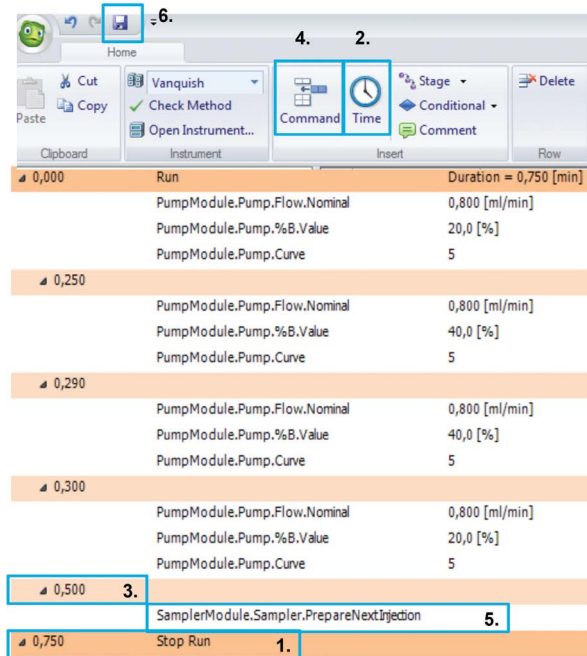 6.
4. 2.
Home
Paste
Cut
Copy
Clipboard
Vanquish
Check Method
Open Instrument...
Instrument
Command
Time
Stage
Conditional
Comment
Insert
Delete
Row
0,000 Run Duration = 0,750 [min]
PumpModule.Pump.Flow.Nominal 0,800 [ml/min]
PumpModule.Pump.%B.Value 20,0 [%]
PumpModule.Pump.Curve 5
0,250
PumpModule.Pump.Flow.Nominal 0,800 [ml/min]
PumpModule.Pump.%B.Value 40,0 [%]
PumpModule.Pump.Curve 5
0,290
PumpModule.Pump.Flow.Nominal 0,800 [ml/min]
PumpModule.Pump.%B.Value 40,0 [%]
PumpModule.Pump.Curve 5
0,300
PumpModule.Pump.Flow.Nominal 0,800 [ml/min]
PumpModule.Pump.%B.Value 20,0 [%]
PumpModule.Pump.Curve 5
0,500 3.
SamplerModule.Sampler.PrepareNextInjection 5.
0,750 Stop Run 1.